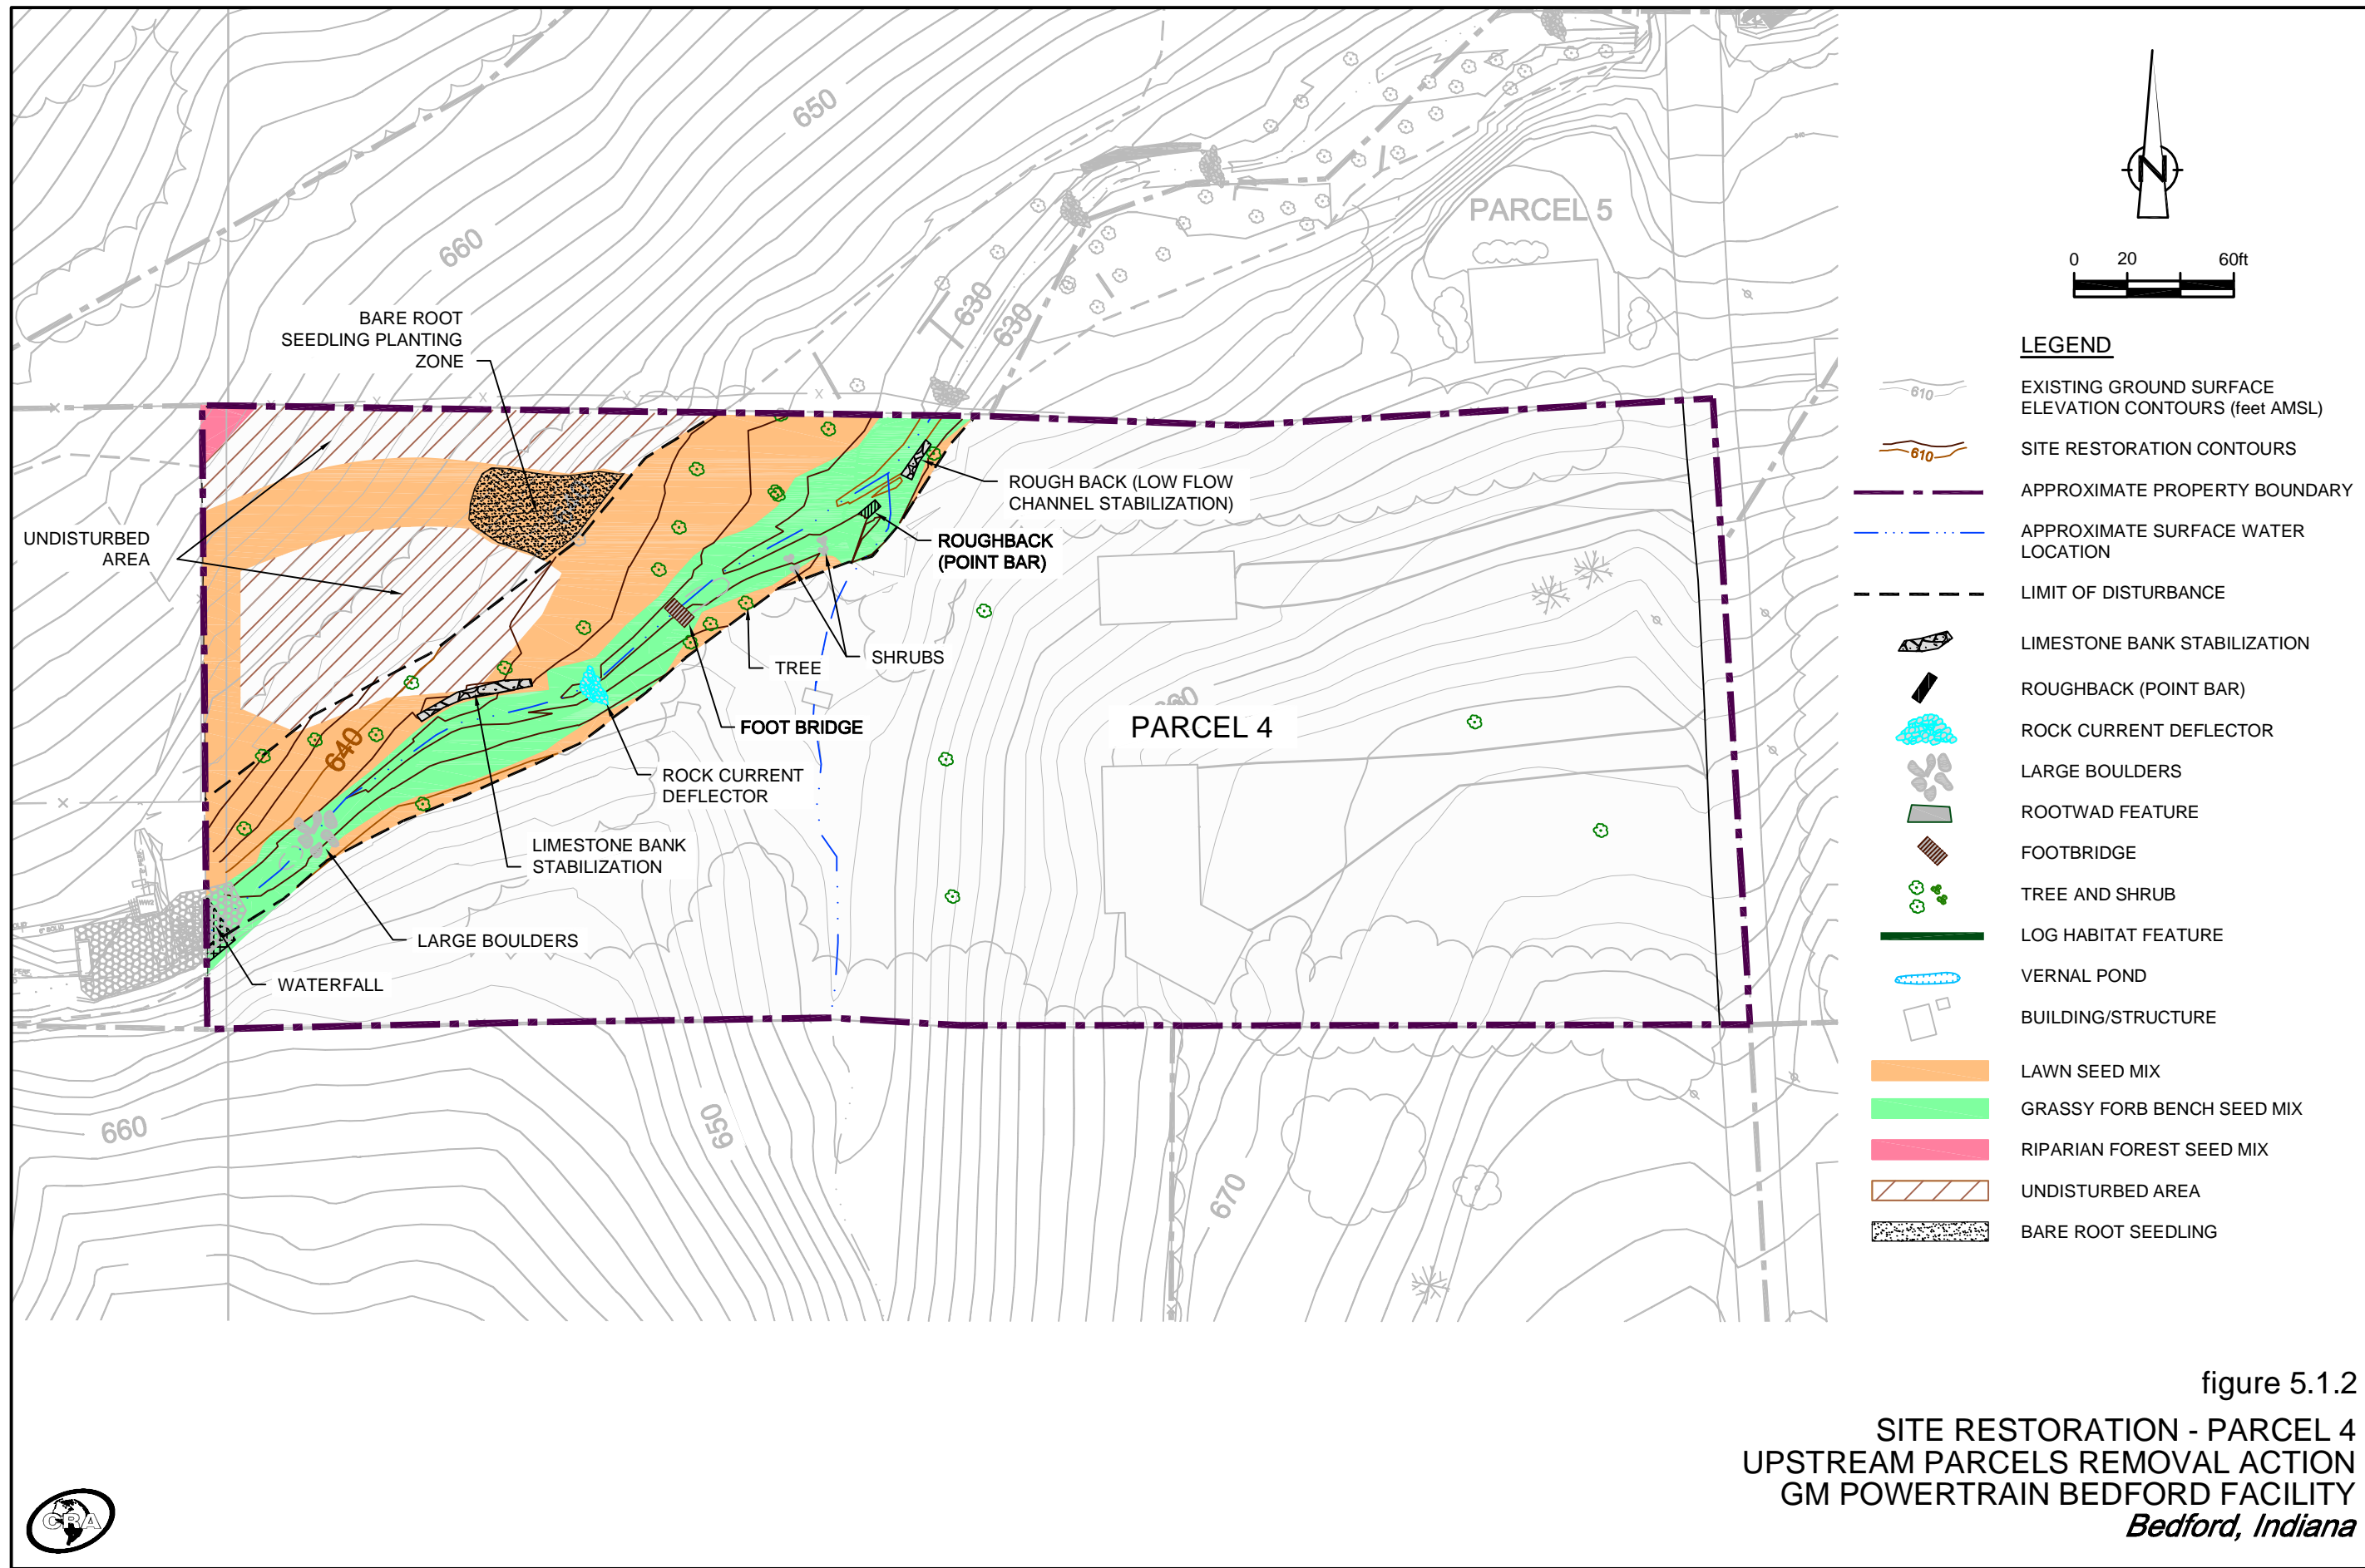 650
660
PARCEL 5
630
630
BARE ROOT
SEEDLING PLANTING
ZONE
UNDISTURBED
AREA
ROUGH BACK (LOW FLOW
CHANNEL STABILIZATION)
ROUGHBACK
(POINT BAR)
SHRUBS
TREE
FOOT BRIDGE
PARCEL 4
640
ROCK CURRENT
DEFLECTOR
LIMESTONE BANK
STABILIZATION
LARGE BOULDERS
WATERFALL
660
650
670
N
0 20 60ft
LEGEND
610
EXISTING GROUND SURFACE
ELEVATION CONTOURS (feet AMSL)
610
SITE RESTORATION CONTOURS
APPROXIMATE PROPERTY BOUNDARY
APPROXIMATE SURFACE WATER
LOCATION
LIMIT OF DISTURBANCE
LIMESTONE BANK STABILIZATION
ROUGHBACK (POINT BAR)
ROCK CURRENT DEFLECTOR
LARGE BOULDERS
ROOTWAD FEATURE
FOOTBRIDGE
TREE AND SHRUB
LOG HABITAT FEATURE
VERNAL POND
BUILDING/STRUCTURE
LAWN SEED MIX
GRASSY FORB BENCH SEED MIX
RIPARIAN FOREST SEED MIX
UNDISTURBED AREA
BARE ROOT SEEDLING
figure 5.1.2
SITE RESTORATION - PARCEL 4
UPSTREAM PARCELS REMOVAL ACTION
GM POWERTRAIN BEDFORD FACILITY
Bedford, Indiana
CRA